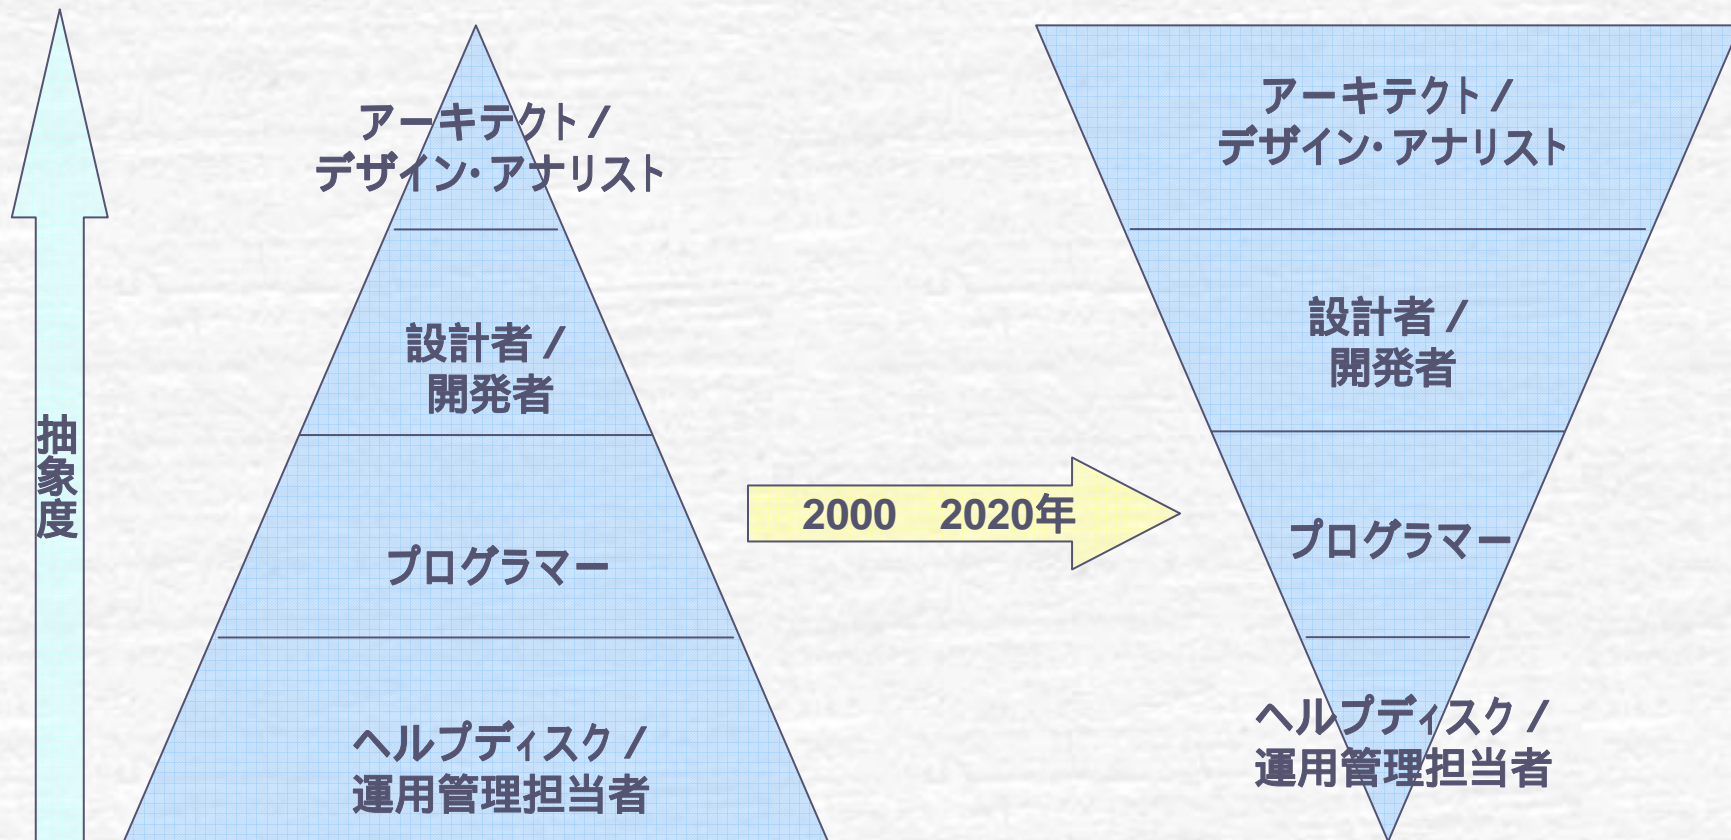 抽象度
アーキテクト /
デザイン・アナリスト
設計者 /
開発者
プログラマー
ヘルプディスク /
運用管理担当者
2000　2020年
アーキテクト /
デザイン・アナリスト
設計者 /
開発者
プログラマー
ヘルプディスク /
運用管理担当者